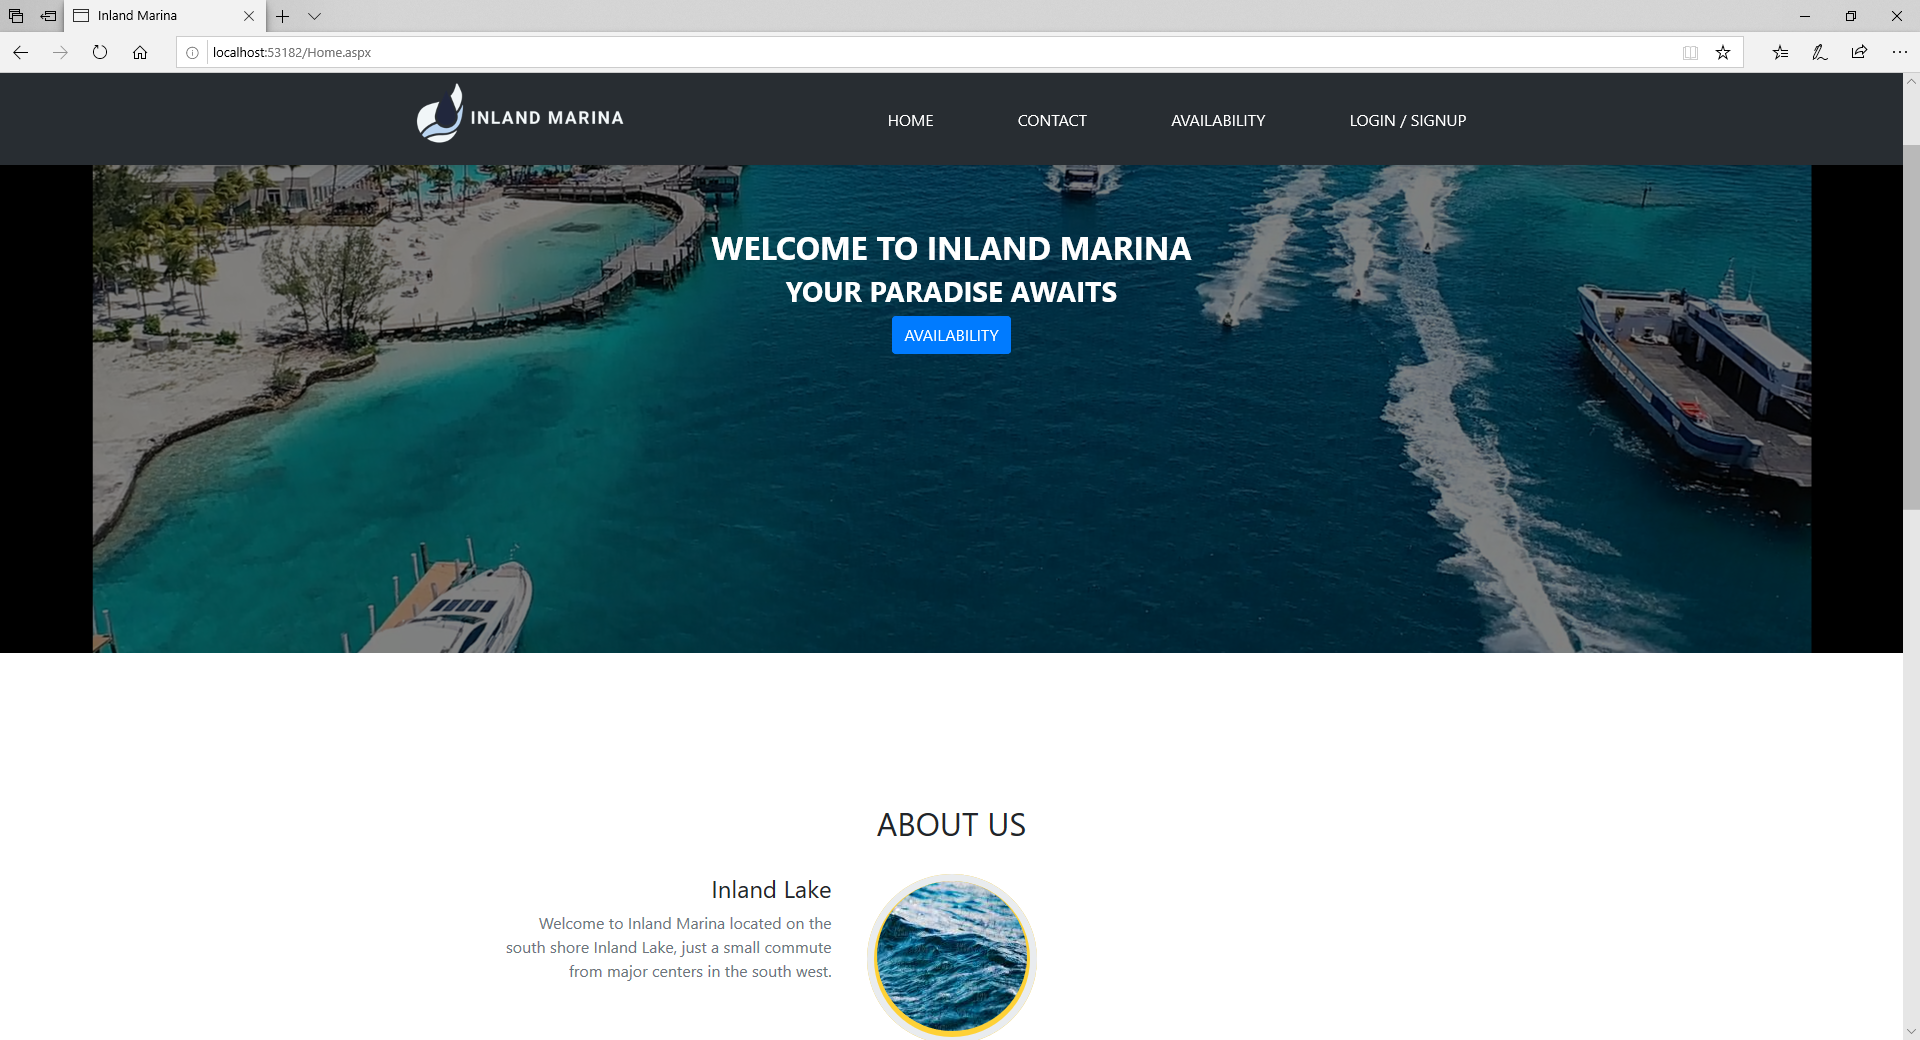 Inland Marina
localhost:53182/Home.aspx
INLAND MARINA
HOME
CONTACT
AVAILABILITY
LOGIN / SIGNUP
WELCOME TO INLAND MARINA
YOUR PARADISE AWAITS
AVAILABILITY
ABOUT US
Inland Lake
Welcome to Inland Marina located on the
south shore Inland Lake, just a small commute
from major centers in the south west.